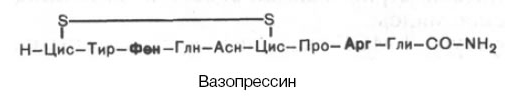 S S
Н–Цис–Тир–Фен–Глн–Асн–Цис–Про–Арг–Гли–CO–NH₂
Вазопрессин